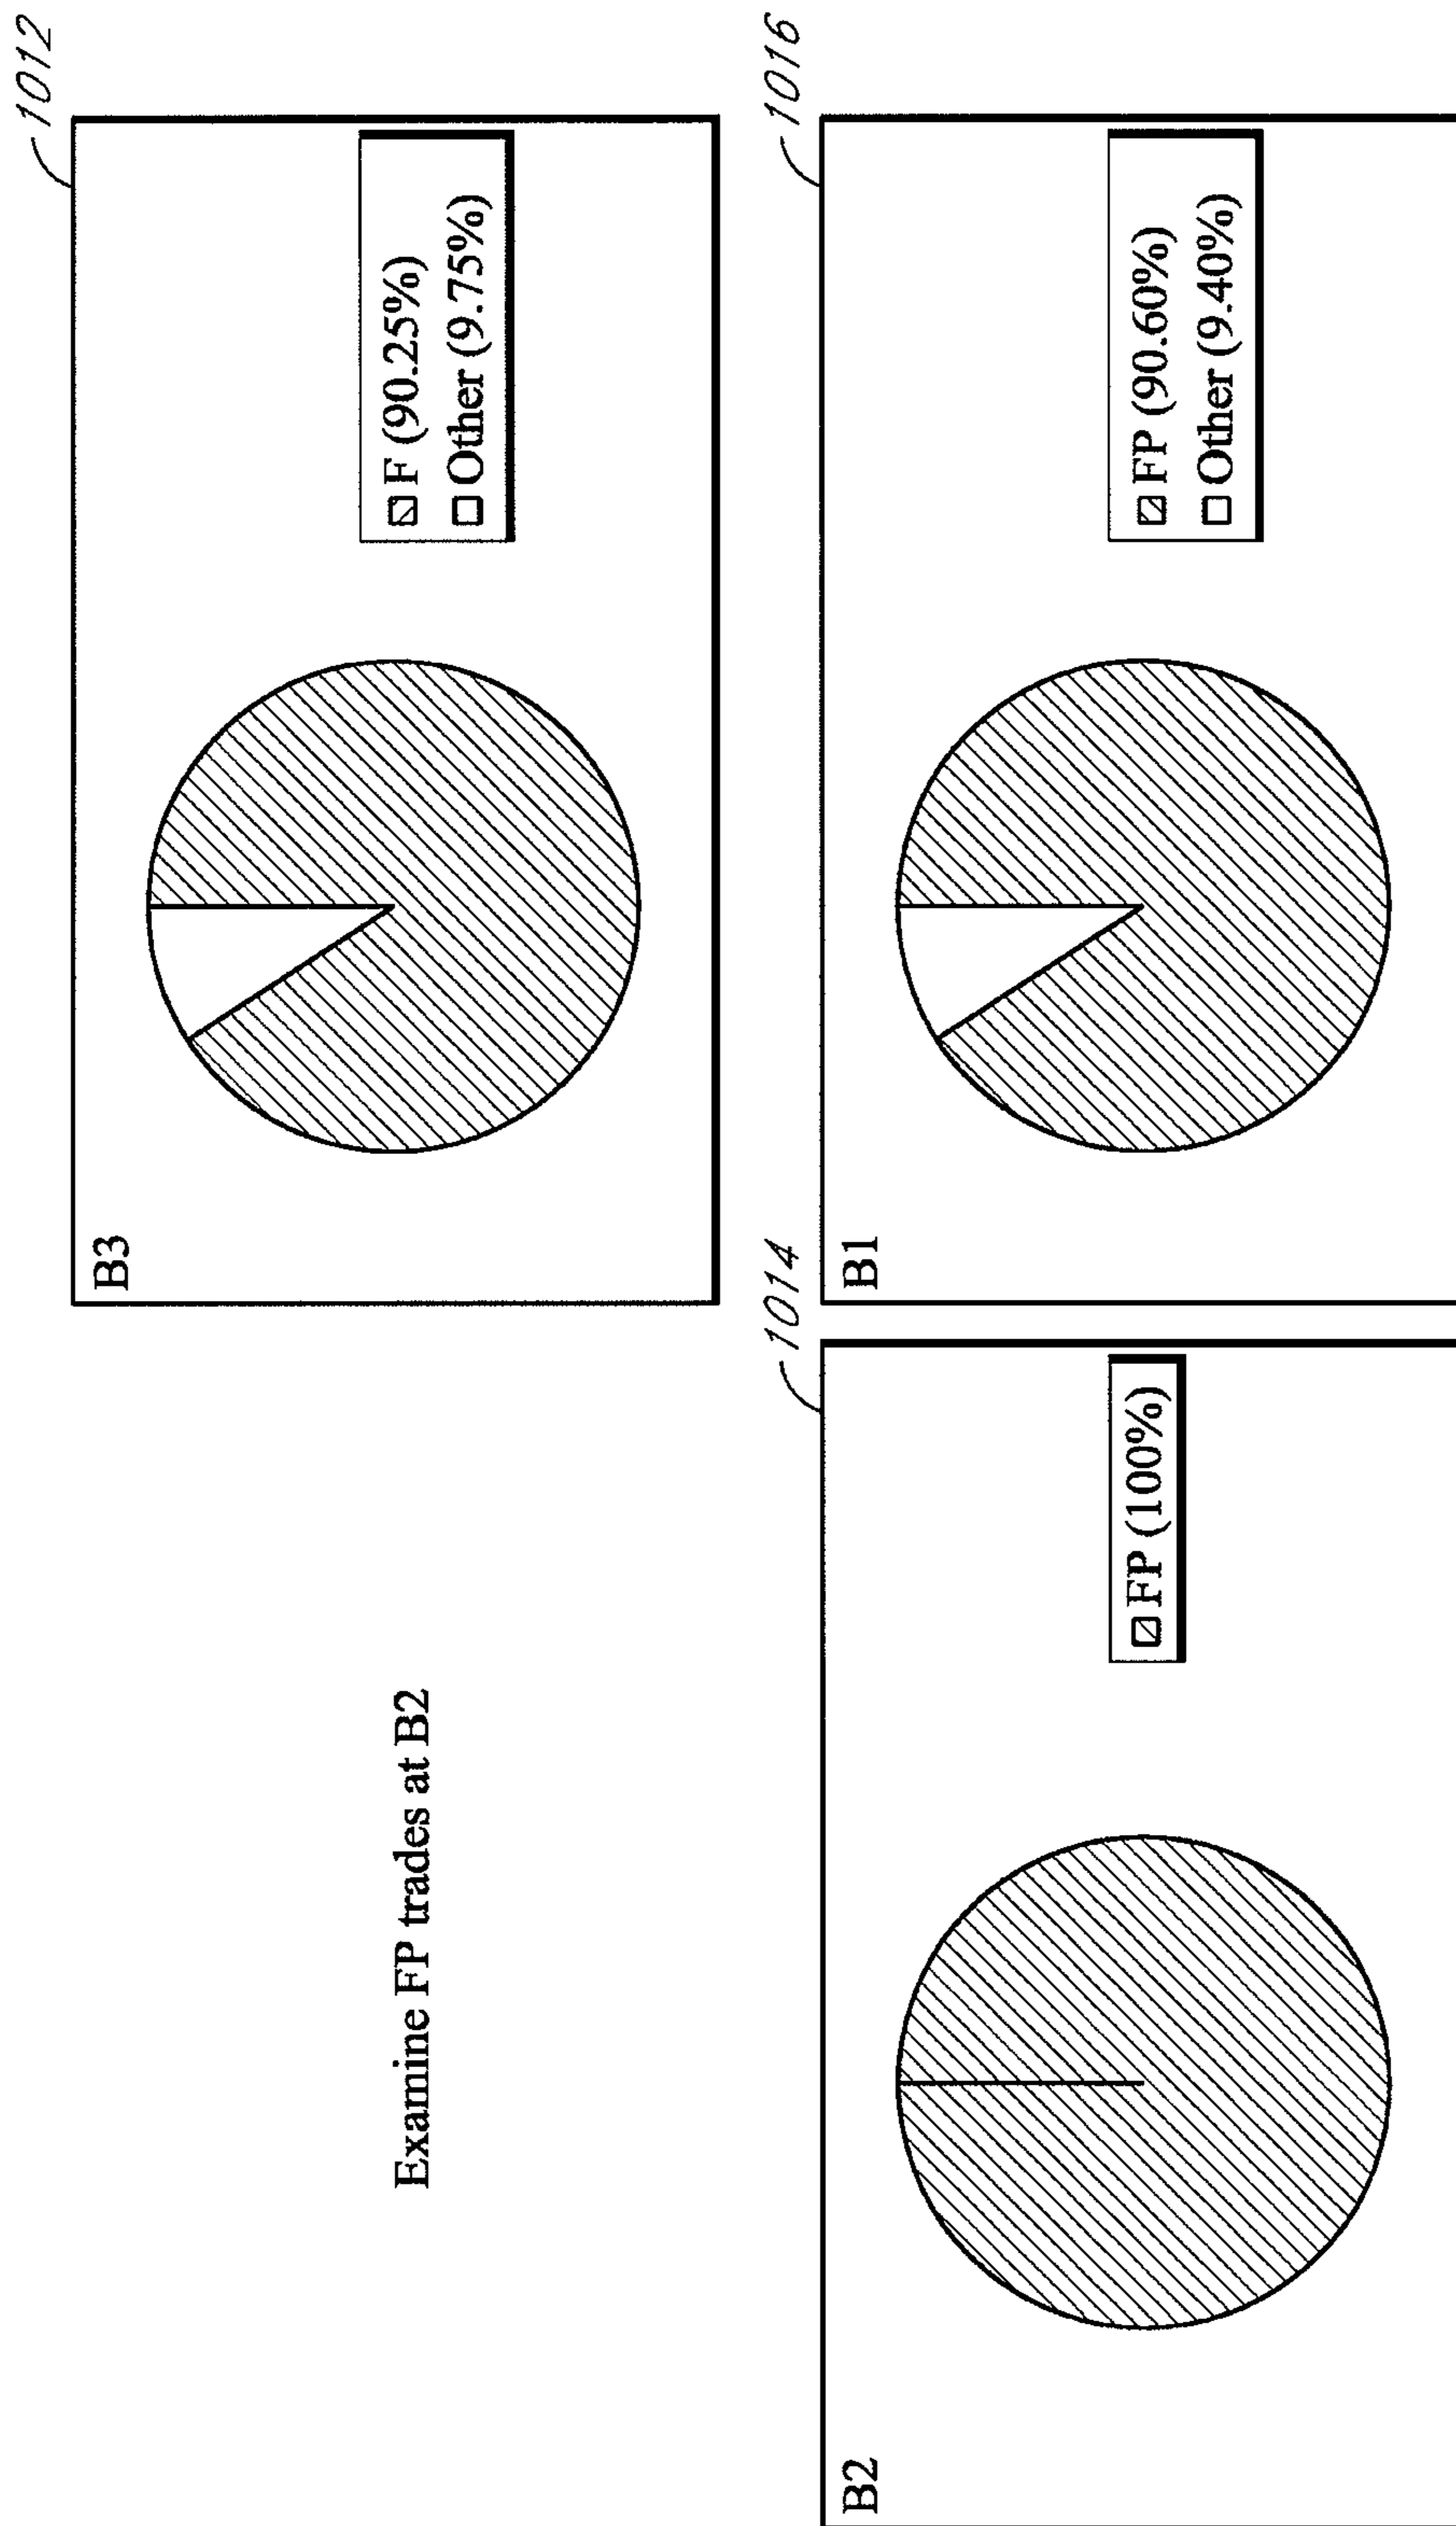 Examine FP trades at B2
1012
B3
F (90.25%)
Other (9.75%)
1014
B2
FP (100%)
1016
B1
FP (90.60%)
Other (9.40%)